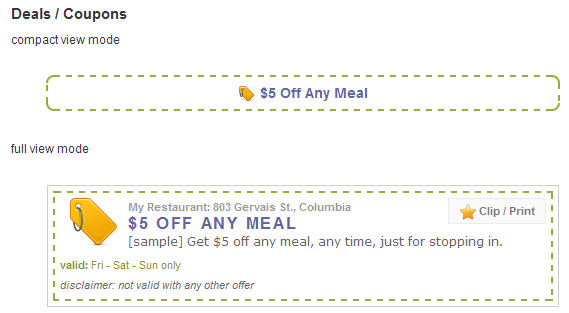 Deals / Coupons
compact view mode
$5 Off Any Meal
full view mode
My Restaurant: 803 Gervais St., Columbia
$5 OFF ANY MEAL
Clip / Print
[sample] Get $5 off any meal, any time, just for stopping in.
valid: Fri - Sat - Sun only
disclaimer: not valid with any other offer